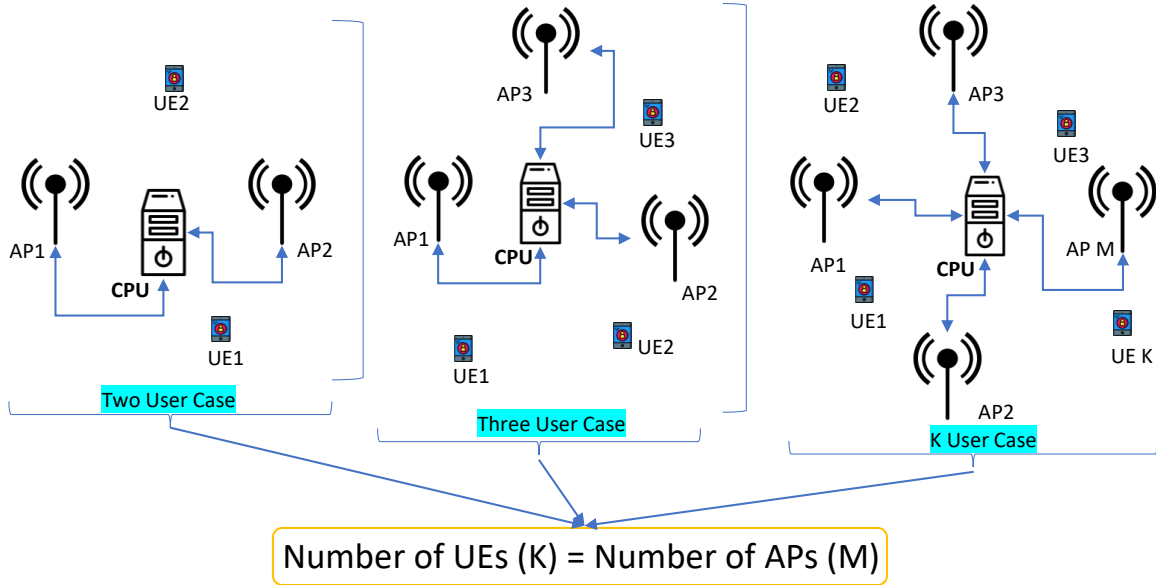 UE2
AP1
CPU
AP2
UE1
Two User Case
AP3
UE3
AP1
CPU
AP2
UE2
UE1
Three User Case
AP3
UE2
UE3
AP1
CPU
AP M
UE1
UE K
AP2
K User Case
Number of UEs (K) = Number of APs (M)